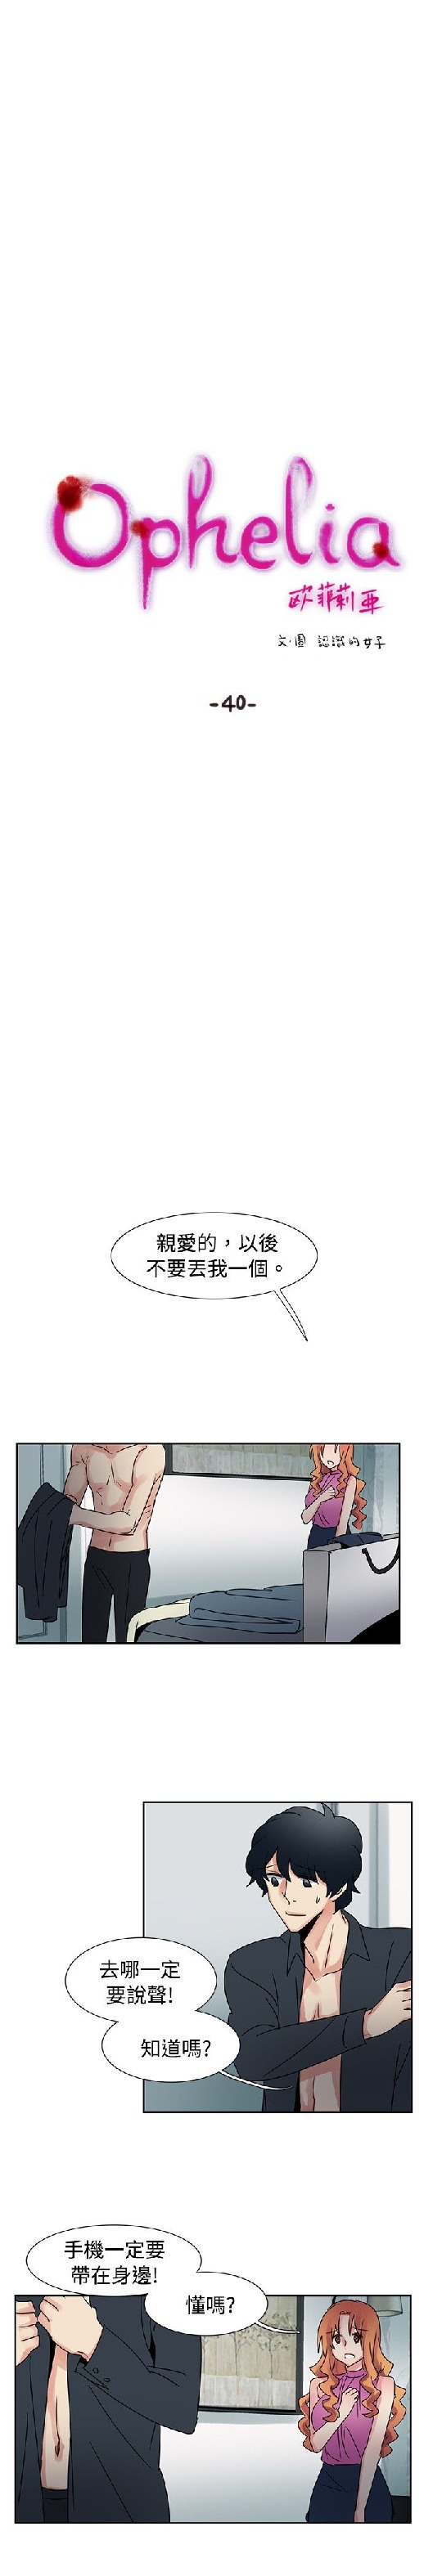 Ophelia
欧菲莉亜
文·圖 認識的女子
-40-
親愛的，以後
不要丟我一個。
去哪一定
要說聲!
知道嗎?
手機一定要
帶在身邊!
懂嗎?